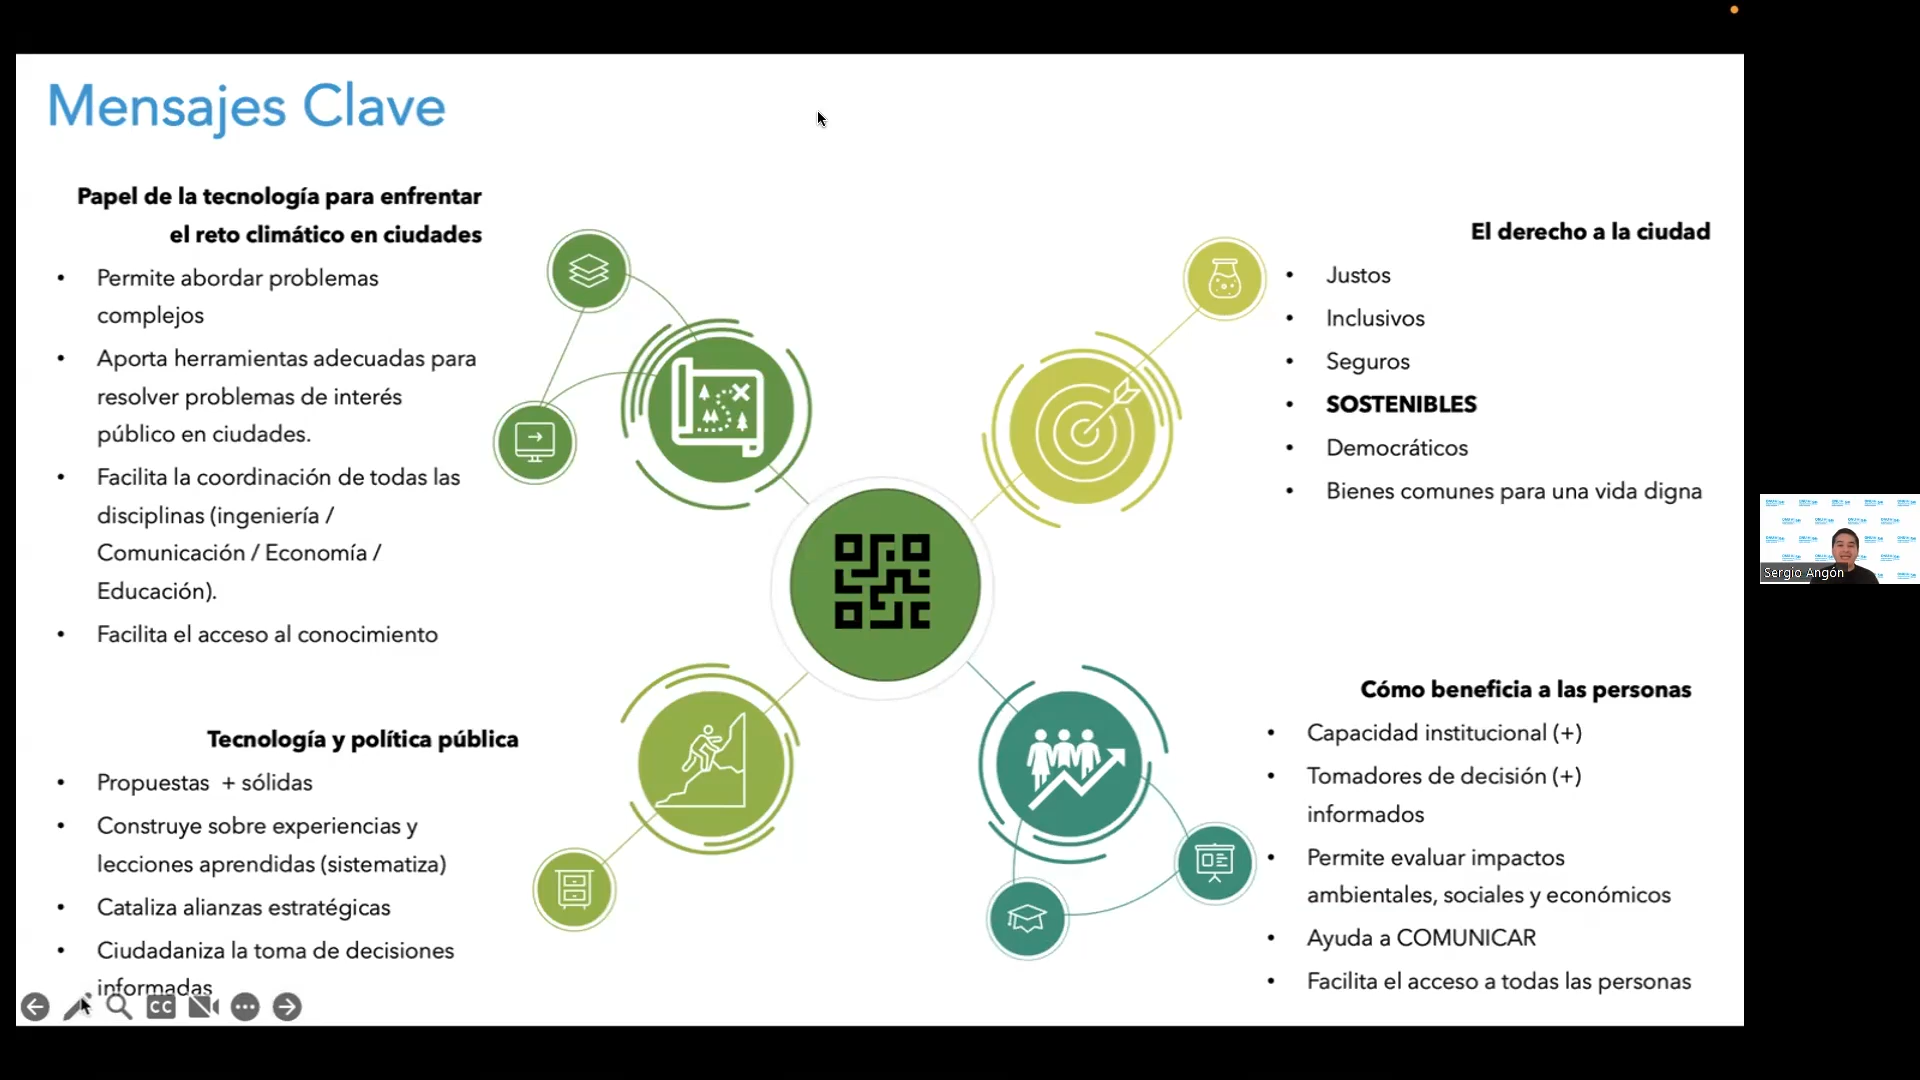 Mensajes Clave
Papel de la tecnología para enfrentar
el reto climático en ciudades
• Permite abordar problemas
complejos
• Aporta herramientas adecuadas para
resolver problemas de interés
público en ciudades.
• Facilita la coordinación de todas las
disciplinas (ingeniería /
Comunicación / Economía /
Educación).
• Facilita el acceso al conocimiento
Tecnología y política pública
• Propuestas + sólidas
• Construye sobre experiencias y
lecciones aprendidas (sistematiza)
• Cataliza alianzas estratégicas
• Ciudadaniza la toma de decisiones
informadas
CC
El derecho a la ciudad
• Justos
• Inclusivos
• Seguros
• SOSTENIBLES
• Democráticos
• Bienes comunes para una vida digna
Cómo beneficia a las personas
• Capacidad institucional (+)
• Tomadores de decisión (+)
informados
• Permite evaluar impactos
ambientales, sociales y económicos
• Ayuda a COMUNICAR
• Facilita el acceso a todas las personas
Sergio Angón